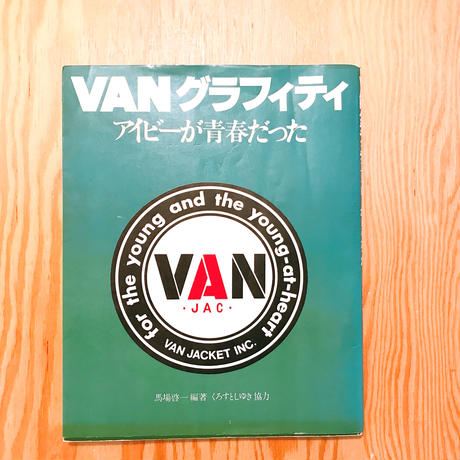 VANグラフィティ
アイビーが青春だった
for the young and the young-at-heart
VAN
・JAC・
VAN JACKET INC.
馬場啓一編著 くろすとしゆき協力